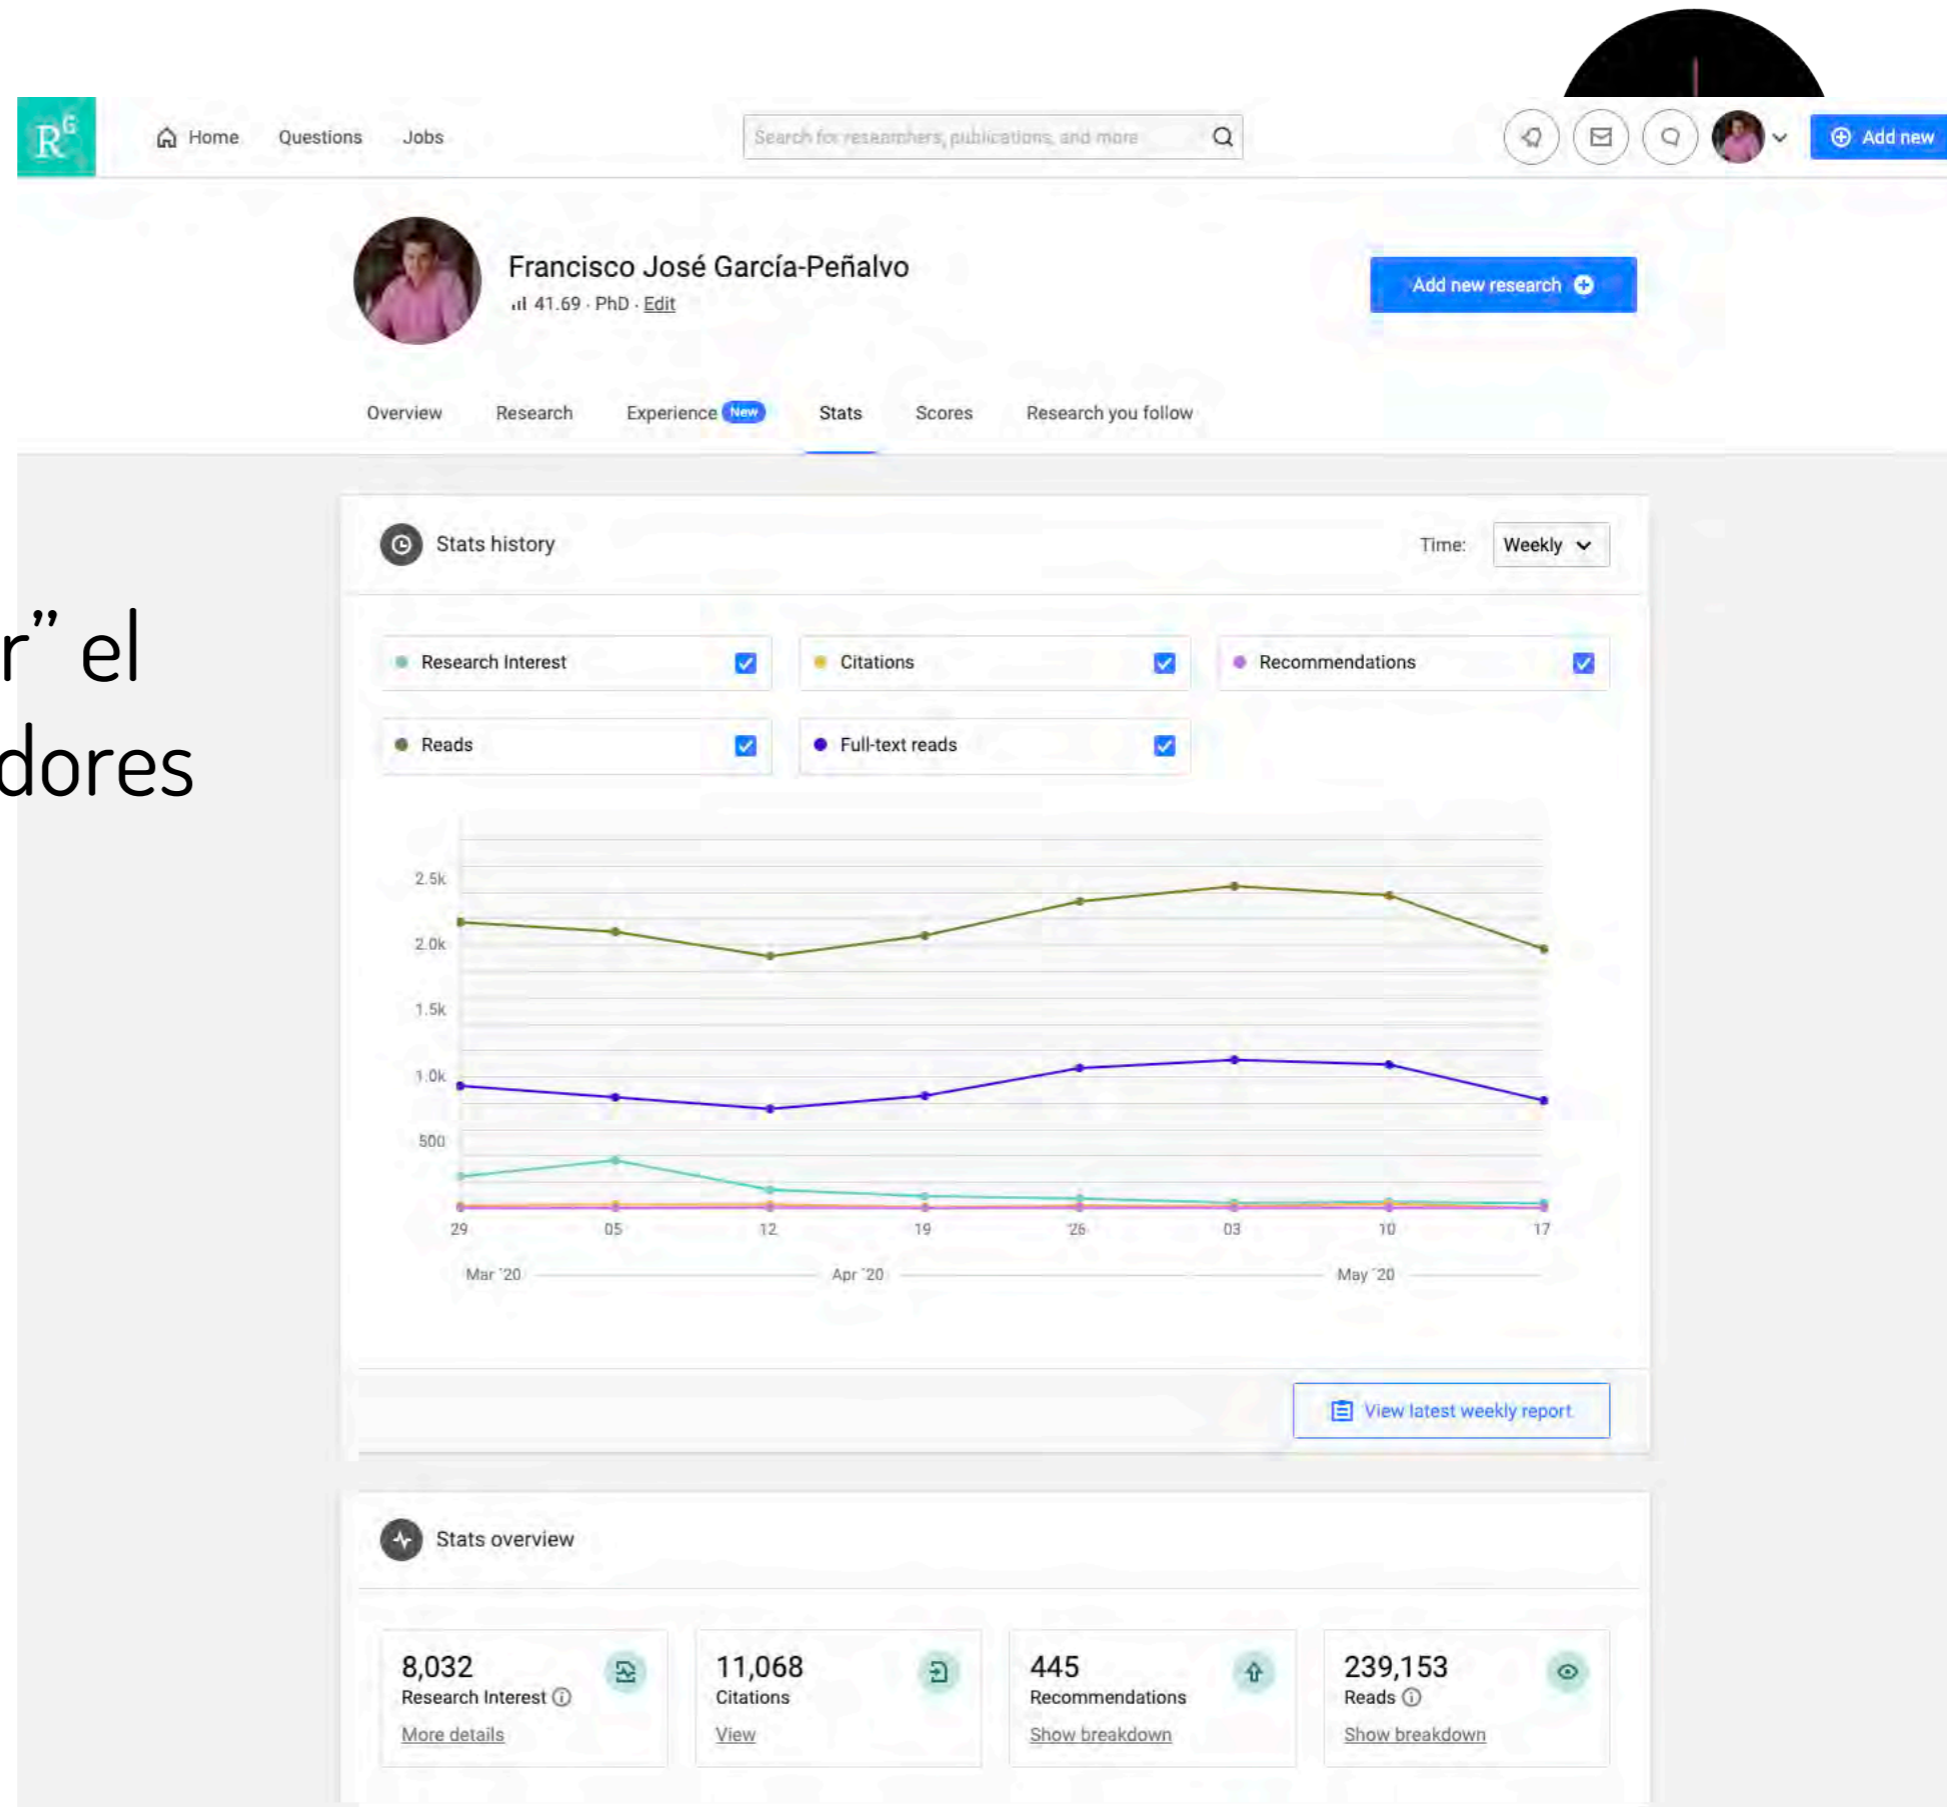 RG Home Questions Jobs Search for researchers, publications, and more Add new
Francisco José García-Peñalvo
41.69 · PhD · Edit
Add new research
Overview Research Experience New Stats Scores Research you follow
Stats history Time: Weekly
r” el
dores
Research Interest Citations Recommendations
Reads Full-text reads
2.5k
2.0k
1.5k
1.0k
500
29 05 12 19 26 03 10 17
Mar '20 Apr '20 May '20
View latest weekly report
Stats overview
8,032 11,068 445 239,153
Research Interest Citations Recommendations Reads
More details View Show breakdown Show breakdown